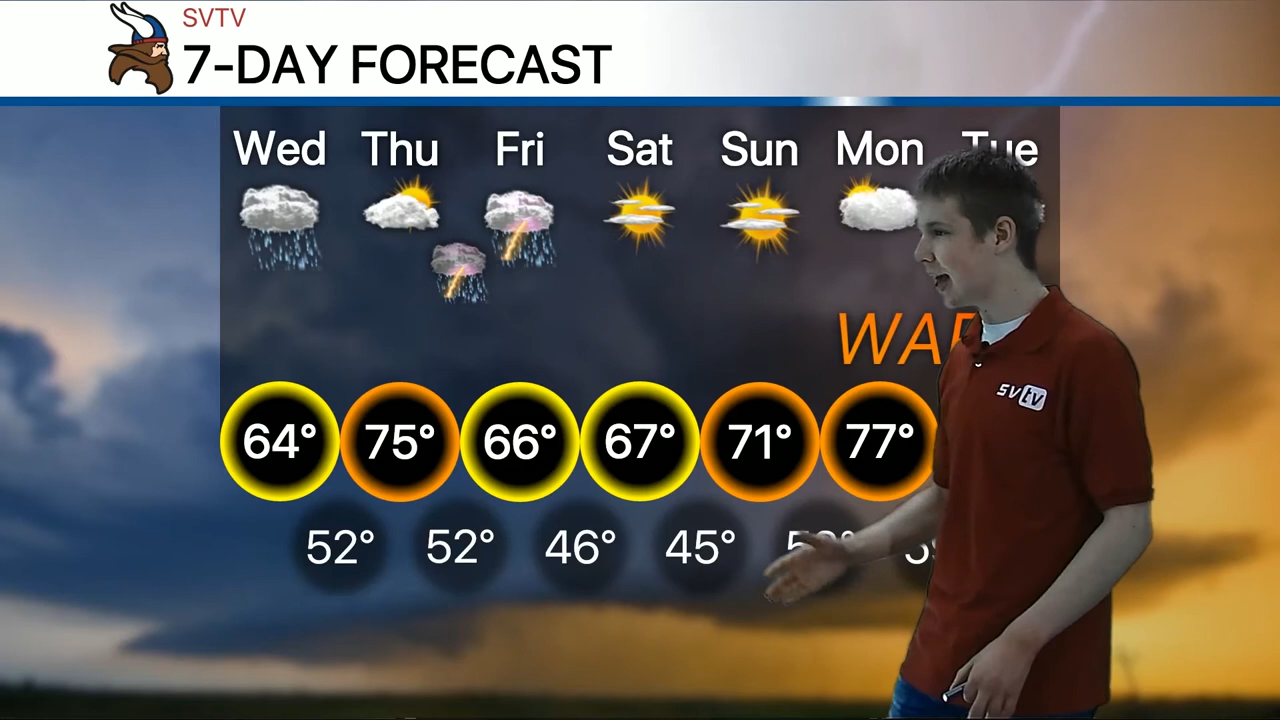 SVTV
7-DAY FORECAST
Wed Thu Fri Sat Sun Mon Tue
64° 75° 66° 67° 71° 77°
52° 52° 46° 45°
SVtv